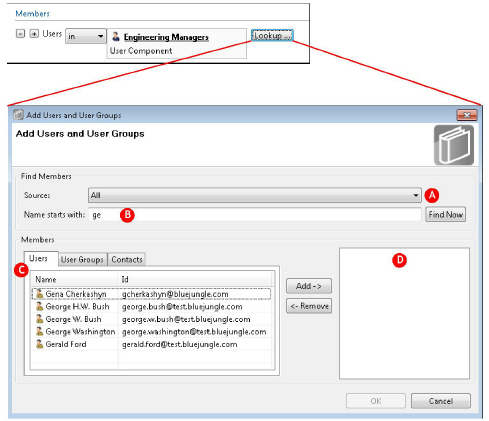 Members
Users in Engineering Managers Lookup ...
User Component
Add Users and User Groups
Add Users and User Groups
Find Members
Source: All A
Name starts with: ge B Find Now
Members
Users User Groups Contacts
C D
Name Id
Gena Cherkashyn gcherkashyn@bluejungle.com
Add ->
George H.W. Bush george.bush@test.bluejungle.com
<- Remove
George W. Bush george.w.bush@test.bluejungle.com
George Washington george.washington@test.bluejungle.com
Gerald Ford gerald.ford@test.bluejungle.com
OK Cancel